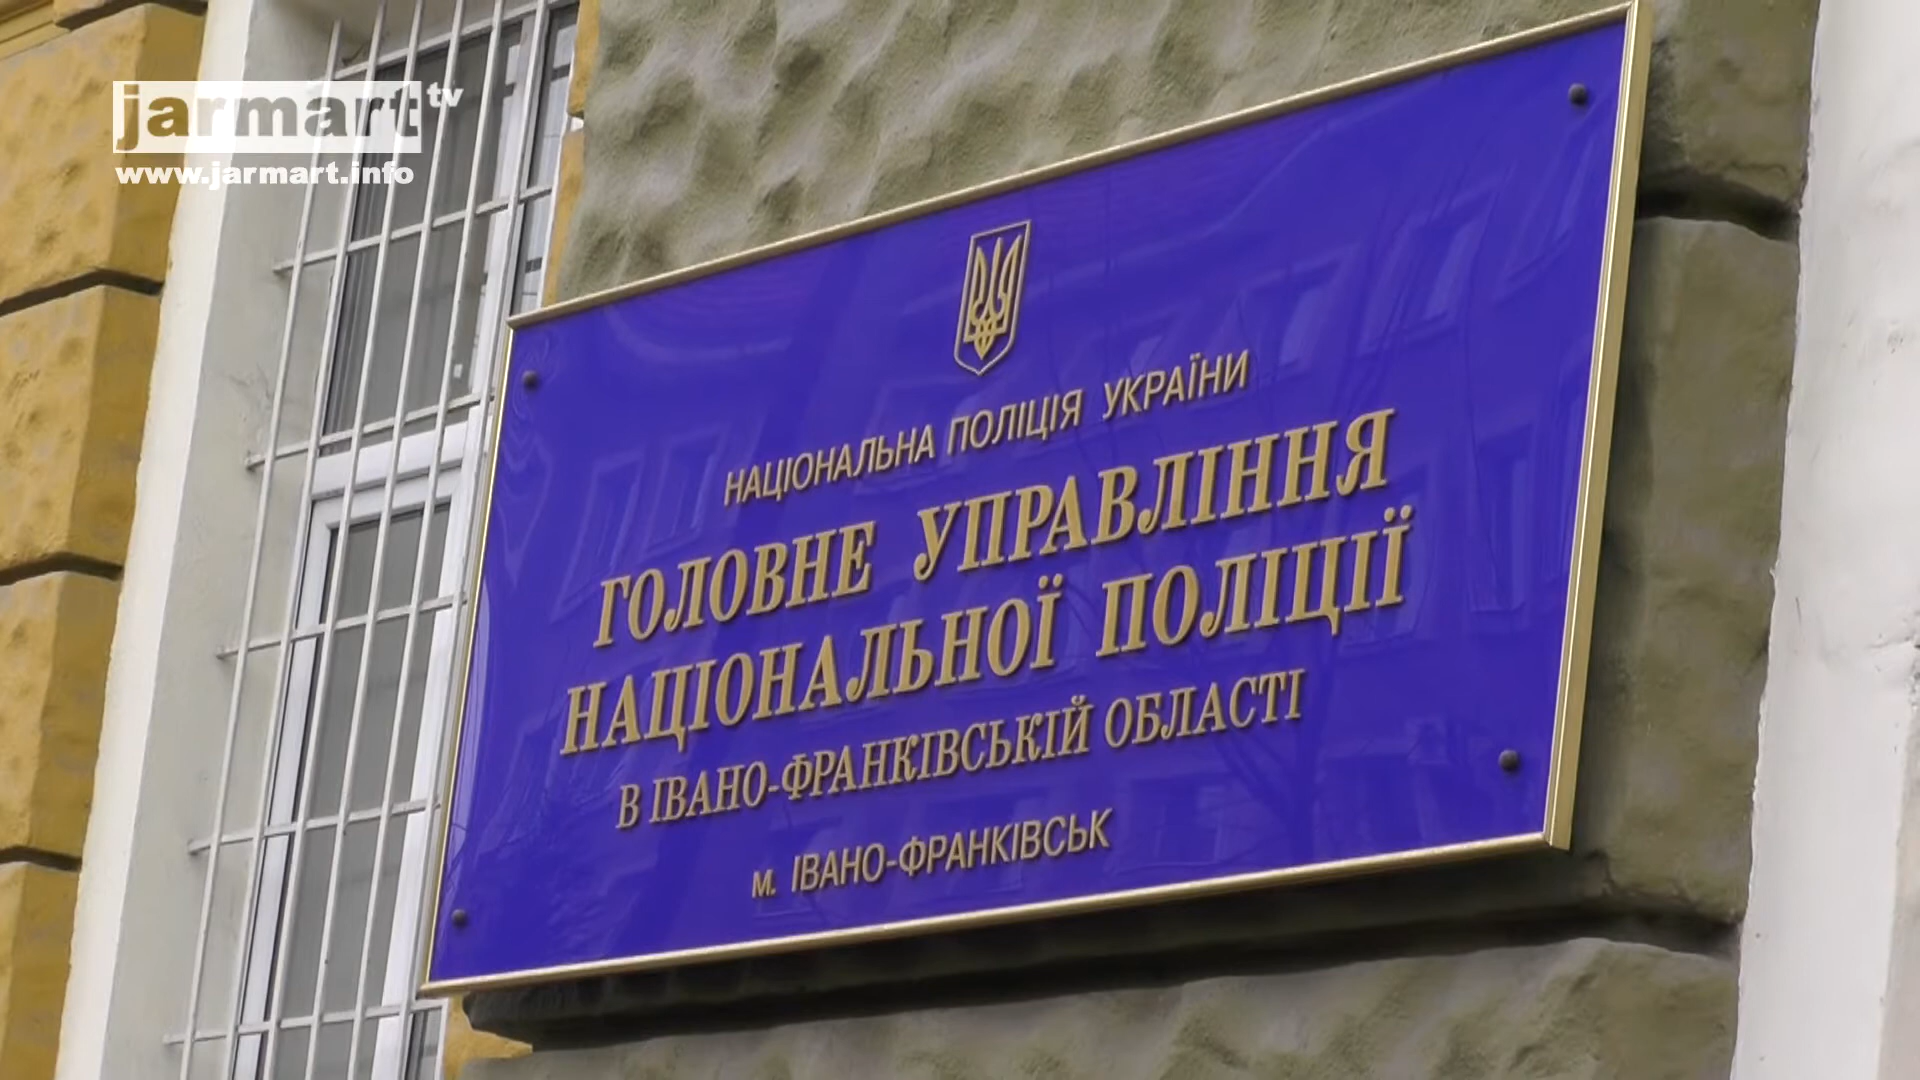 jarmart tv
www.jarmart.info
НАЦІОНАЛЬНА ПОЛІЦІЯ УКРАЇНИ
ГОЛОВНЕ УПРАВЛІННЯ
НАЦІОНАЛЬНОЇ ПОЛІЦІЇ
В ІВАНО-ФРАНКІВСЬКІЙ ОБЛАСТІ
м. ІВАНО-ФРАНКІВСЬК